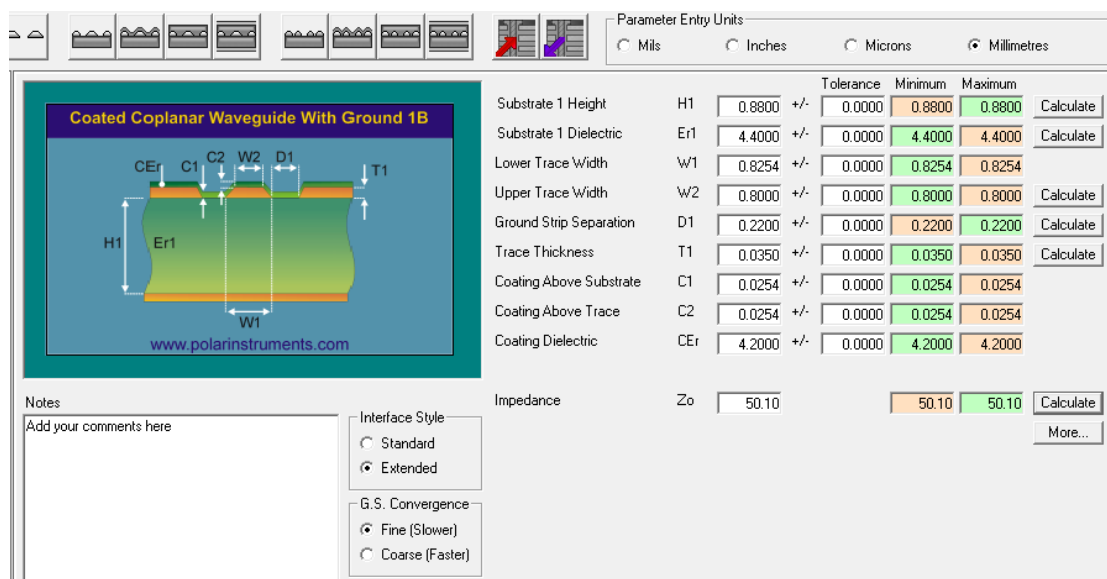 Parameter Entry Units
Mils Inches Microns Millimetres
Coated Coplanar Waveguide With Ground 1B
CEr C1 C2 W2 D1 T1
H1 Er1
W1
www.polarinstruments.com
Tolerance Minimum Maximum
Substrate 1 Height H1 0.8800 +/- 0.0000 0.8800 0.8800 Calculate
Substrate 1 Dielectric Er1 4.4000 +/- 0.0000 4.4000 4.4000 Calculate
Lower Trace Width W1 0.8254 +/- 0.0000 0.8254 0.8254
Upper Trace Width W2 0.8000 +/- 0.0000 0.8000 0.8000 Calculate
Ground Strip Separation D1 0.2200 +/- 0.0000 0.2200 0.2200 Calculate
Trace Thickness T1 0.0350 +/- 0.0000 0.0350 0.0350 Calculate
Coating Above Substrate C1 0.0254 +/- 0.0000 0.0254 0.0254
Coating Above Trace C2 0.0254 +/- 0.0000 0.0254 0.0254
Coating Dielectric CEr 4.2000 +/- 0.0000 4.2000 4.2000
Impedance Zo 50.10 50.10 50.10 Calculate
More...
Notes
Add your comments here
Interface Style
Standard
Extended
G.S. Convergence
Fine (Slower)
Coarse (Faster)